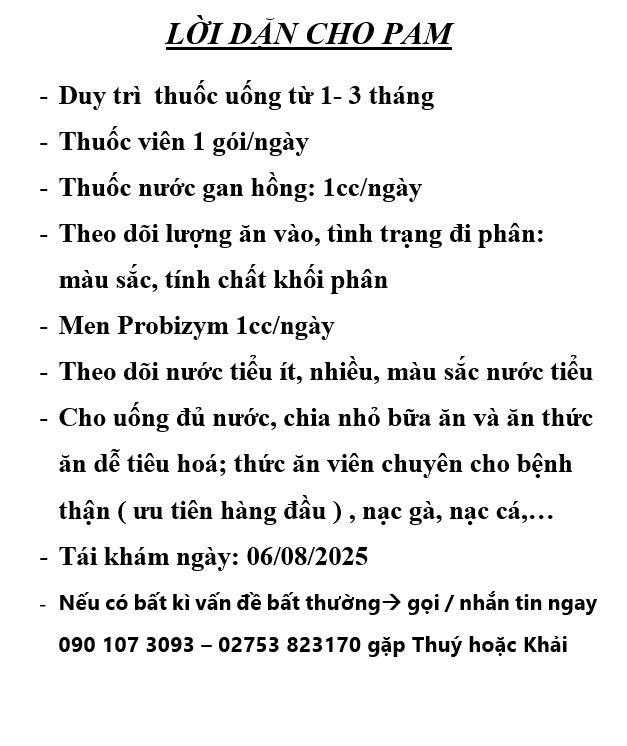 LỜI DẶN CHO PAM
- Duy trì thuốc uống từ 1- 3 tháng
- Thuốc viên 1 gói/ngày
- Thuốc nước gan hồng: 1cc/ngày
- Theo dõi lượng ăn vào, tình trạng đi phân:
màu sắc, tính chất khối phân
- Men Probizym 1cc/ngày
- Theo dõi nước tiểu ít, nhiều, màu sắc nước tiểu
- Cho uống đủ nước, chia nhỏ bữa ăn và ăn thức
ăn dễ tiêu hoá; thức ăn viên chuyên cho bệnh
thận ( ưu tiên hàng đầu ) , nạc gà, nạc cá,…
- Tái khám ngày: 06/08/2025
- Nếu có bất kì vấn đề bất thường→ gọi / nhắn tin ngay
090 107 3093 – 02753 823170 gặp Thuý hoặc Khải